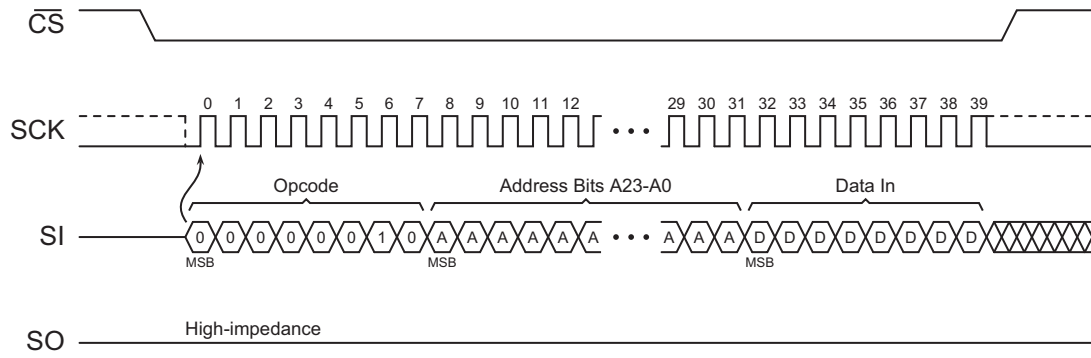 CS
0 1 2 3 4 5 6 7 8 9 10 11 12 29 30 31 32 33 34 35 36 37 38 39
SCK • • •
Opcode Address Bits A23-A0 Data In
SI 0 0 0 0 0 0 1 0 A A A A A A • • • A A A D D D D D D D D
MSB MSB MSB
High-impedance
SO